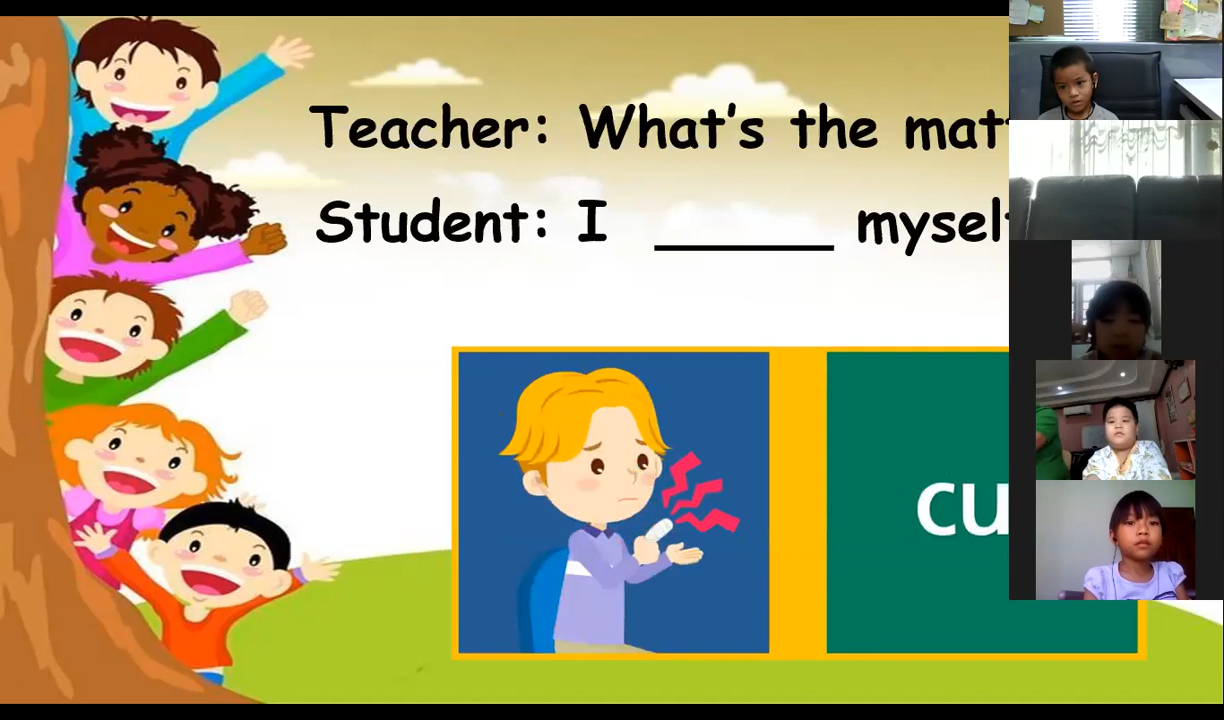 Teacher: What's the mat
Student: I ______ mysel
cu